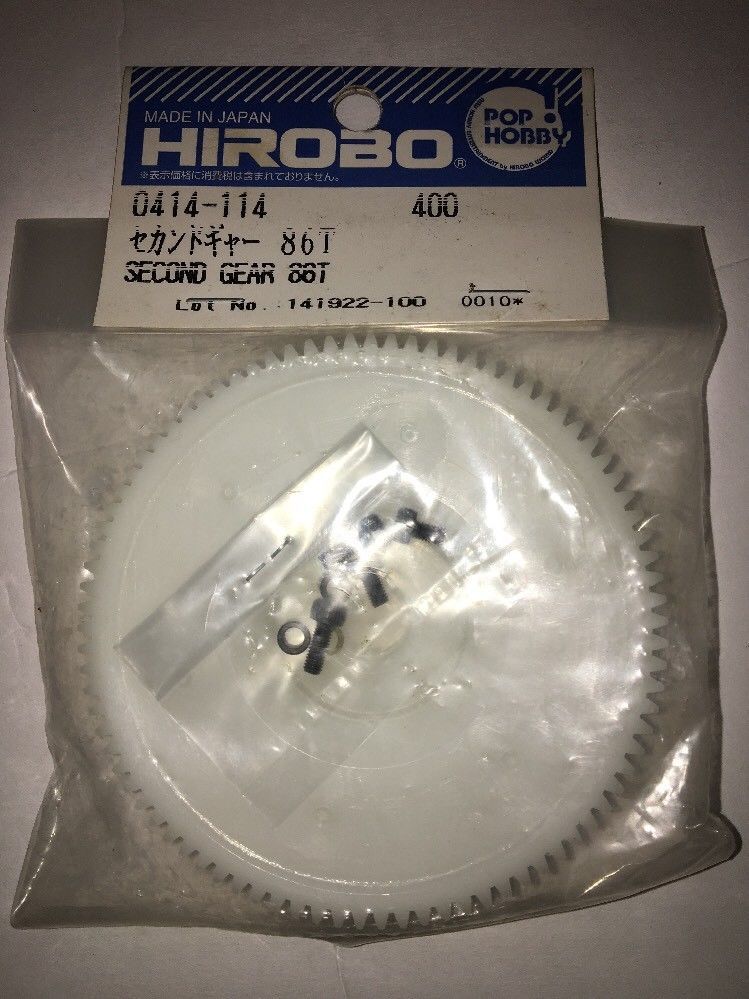 MADE IN JAPAN
HIROBO®
※表示価格に消費税は含まれておりません。
POP!
HOBBY
0414-114 400
セカンドギャー 86T
SECOND GEAR 86T
Lot No. 141922-100 0010*